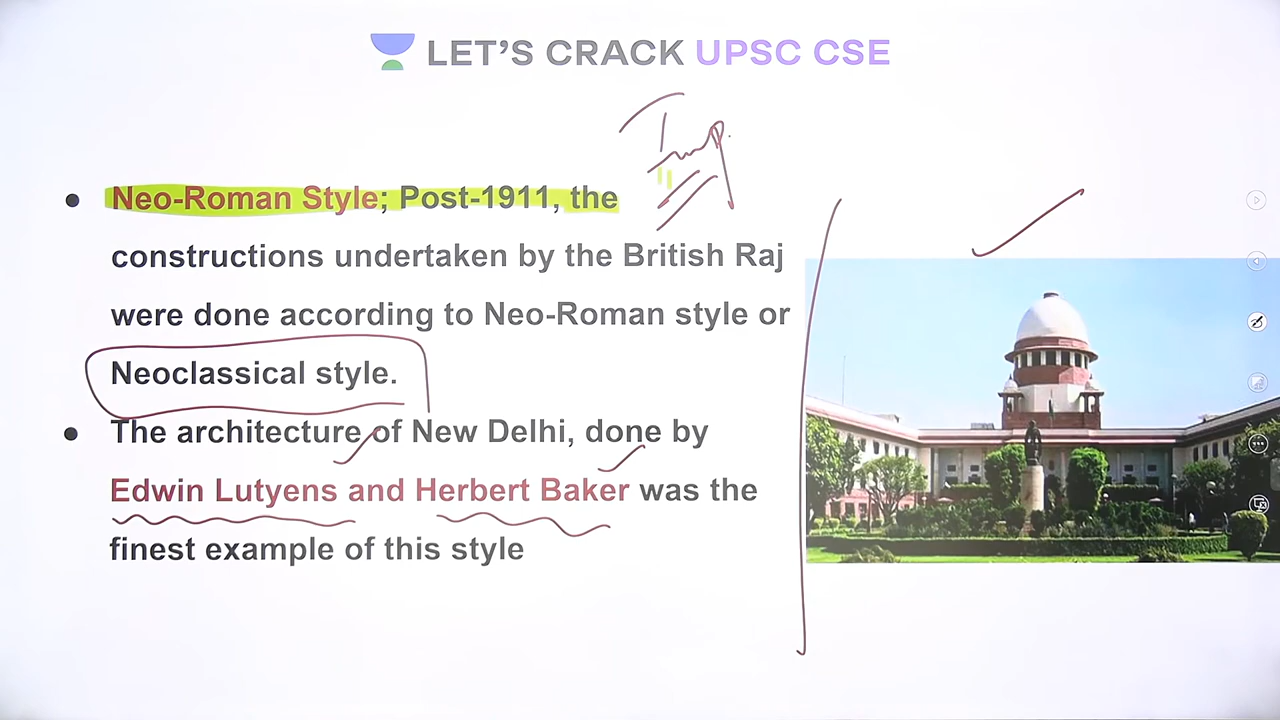 LET'S CRACK UPSC CSE
Imp.
Neo-Roman Style; Post-1911, the
constructions undertaken by the British Raj
were done according to Neo-Roman style or
Neoclassical style.
The architecture of New Delhi, done by
Edwin Lutyens and Herbert Baker was the
finest example of this style